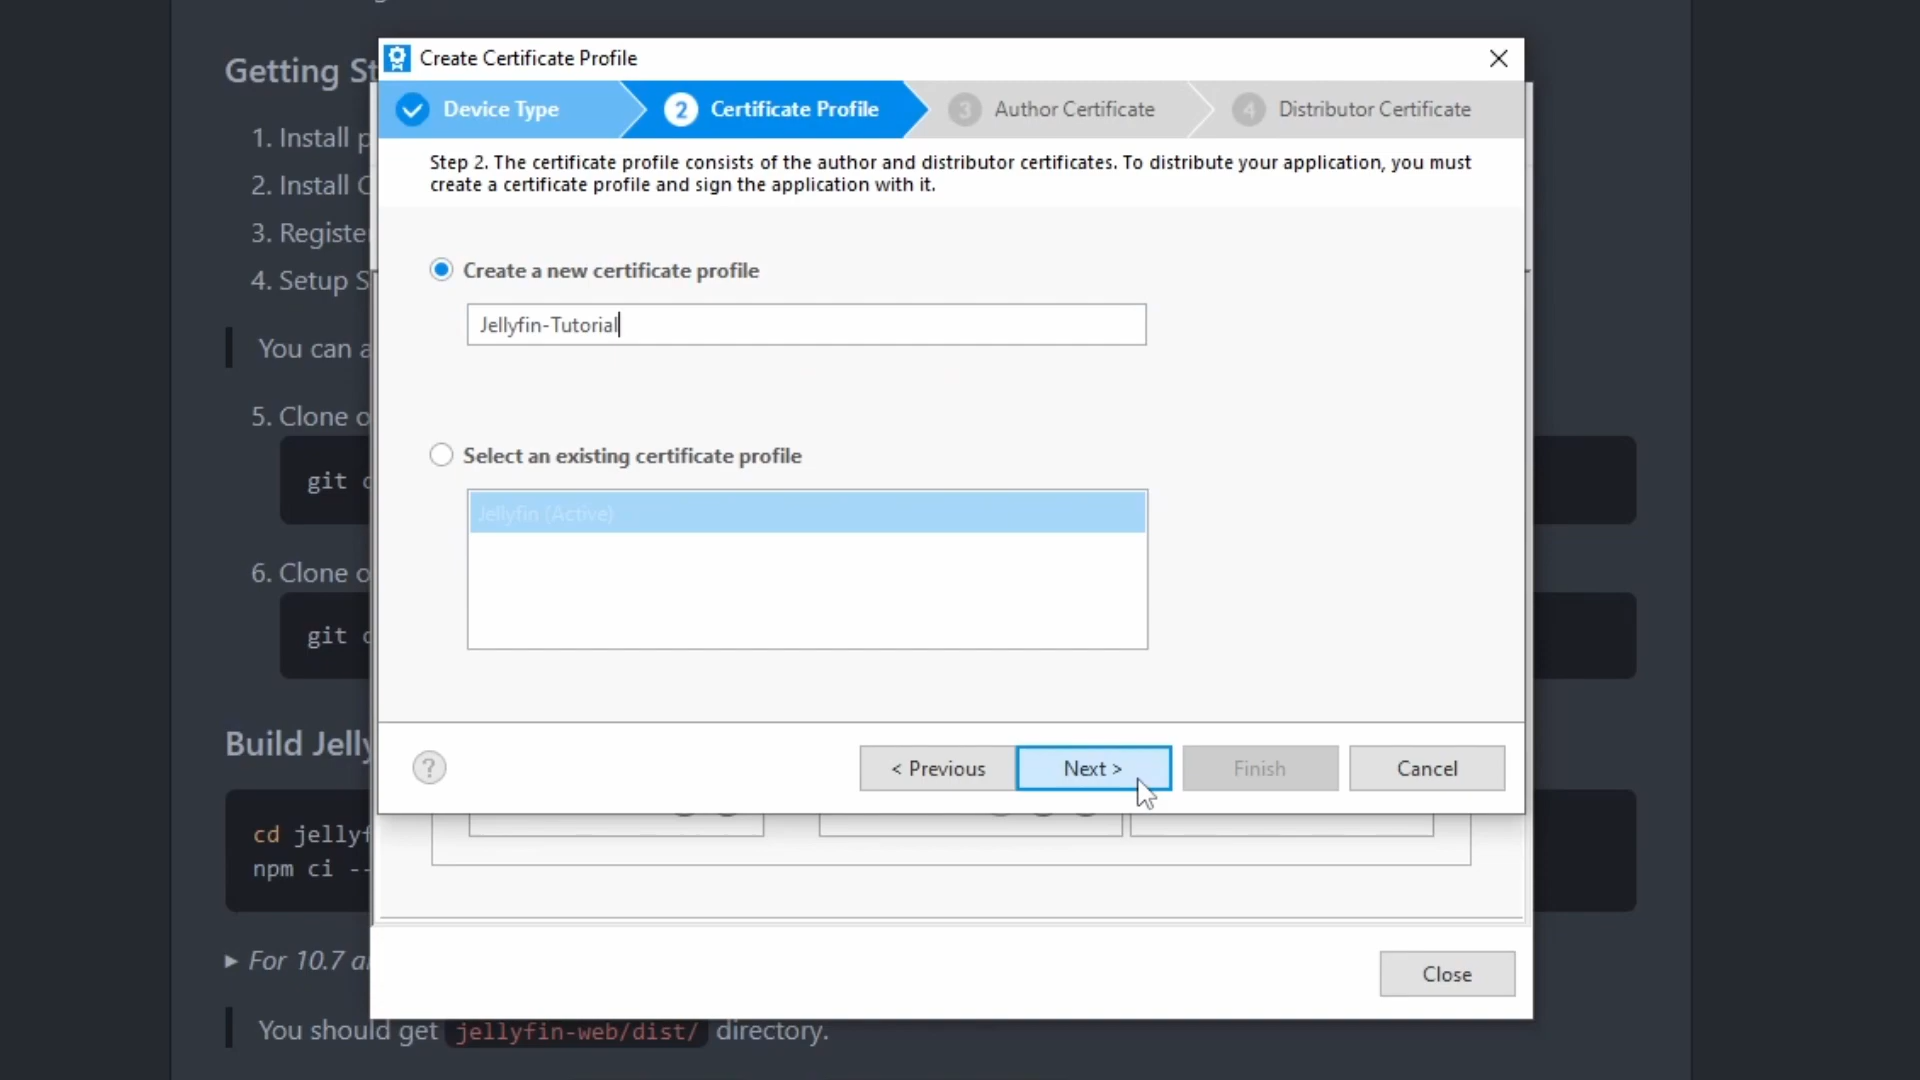 Getting
Create Certificate Profile
Device Type
2 Certificate Profile
3 Author Certificate
4 Distributor Certificate
Step 2. The certificate profile consists of the author and distributor certificates. To distribute your application, you must
create a certificate profile and sign the application with it.
1. Install
2. Install
3.
4. Setup
Create a new certificate profile
Jellyfin-Tutorial
You can
5. Clone
git
Select an existing certificate profile
Jellyfin (Active)
6. Clone
git
Build
? < Previous Next > Finish Cancel
cd
npm ci
For 10.7
Close
You should get jellyfin-web/dist/ directory.